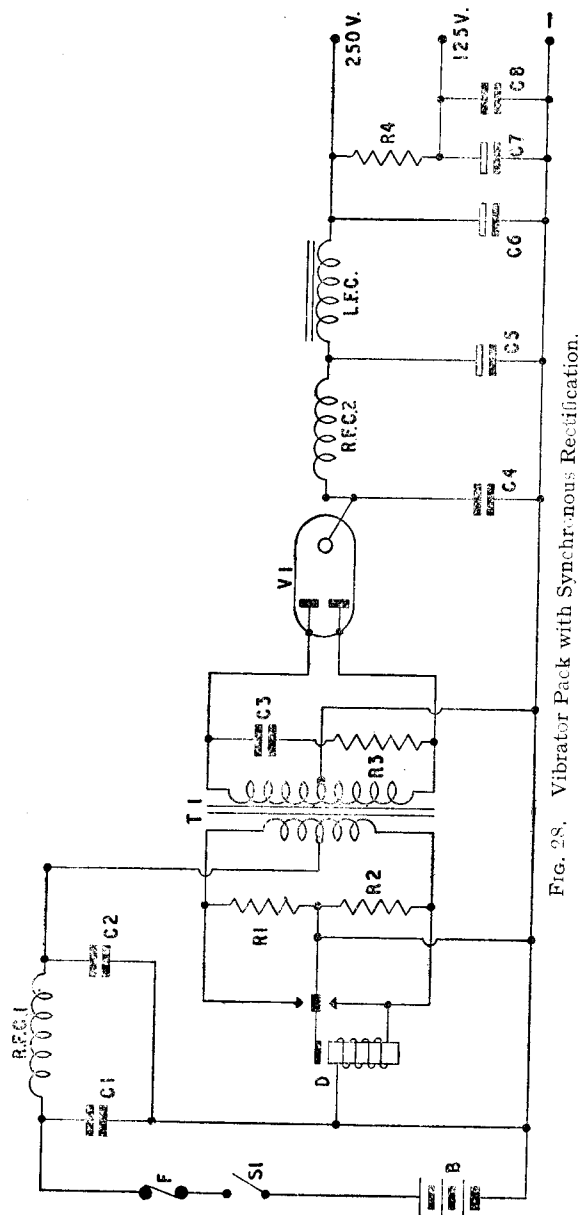 R.F.C.1
C1
C2
F
S1
B
D
R1
R2
T1
C3
R3
V1
R.F.C.2
L.F.C.
R4
C4
C5
C6
C7
C8
250V.
125V.
−
FIG. 28. Vibrator Pack with Synchronous Rectification.